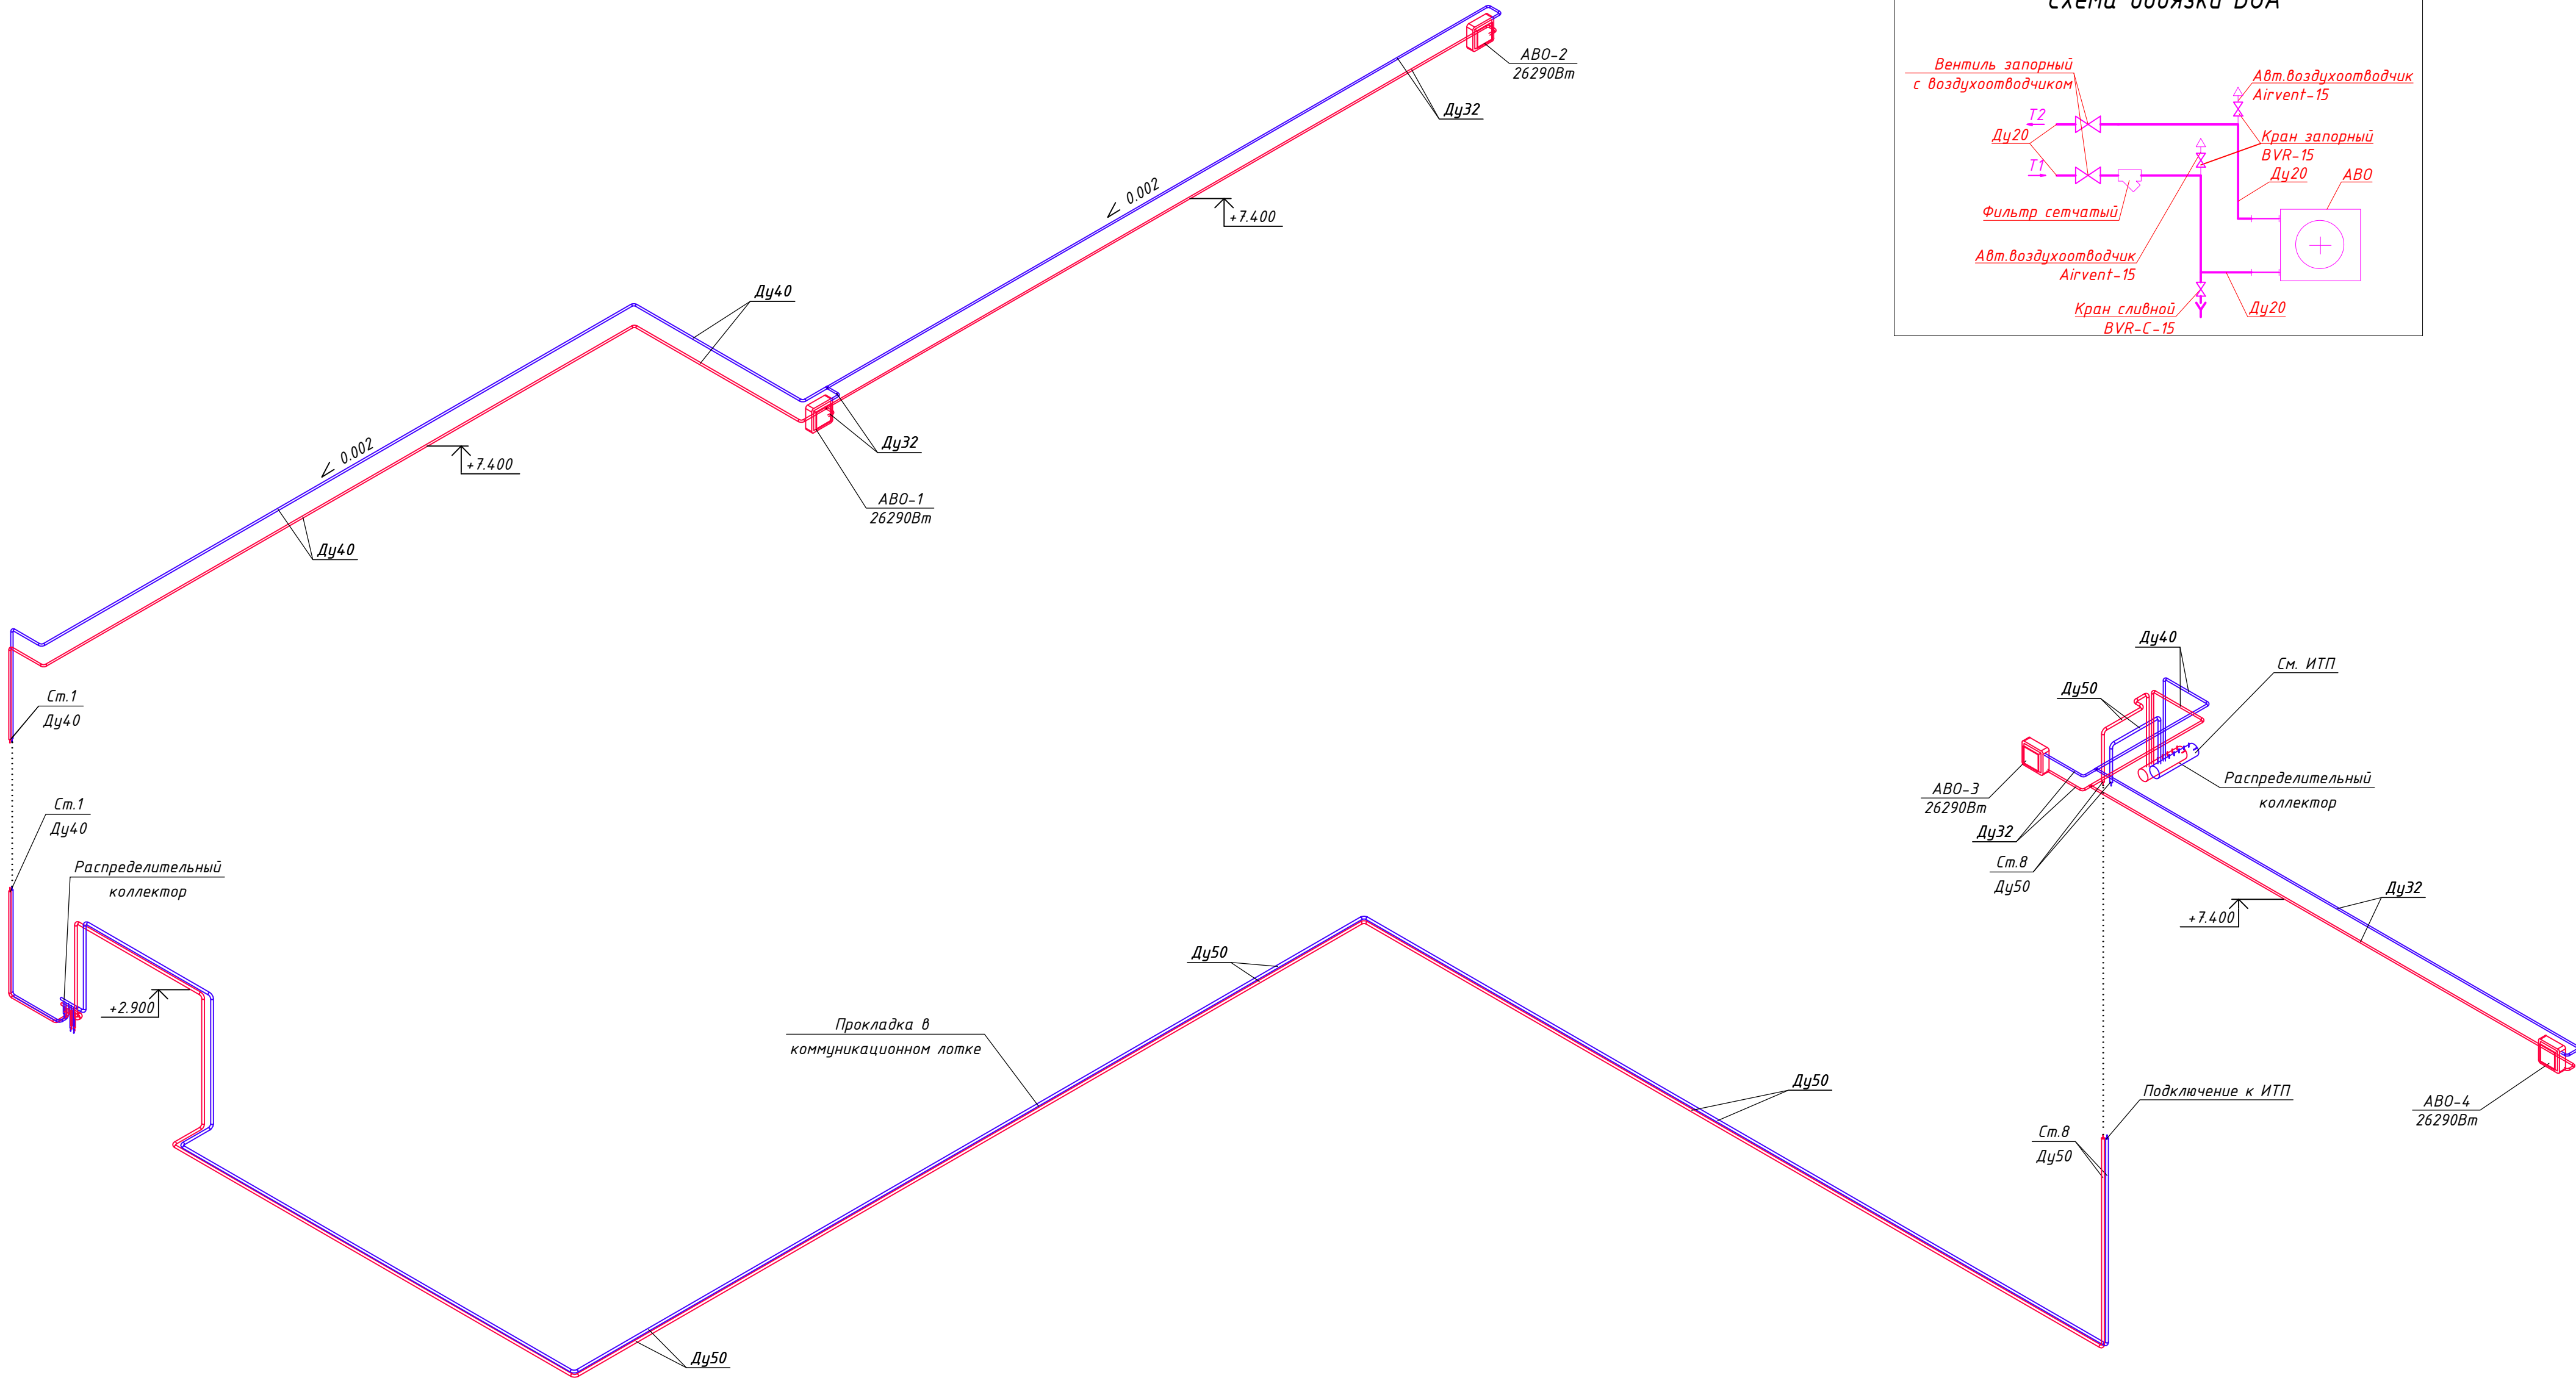 Схема обвязки ВОА
Вентиль запорный
с воздухоотводчиком
Авт.воздухоотводчик
Airvent-15
T2
Ду20
T1
Кран запорный
BVR-15
Ду20
АВО
Фильтр сетчатый
Авт.воздухоотводчик
Airvent-15
Кран сливной
BVR-C-15
Ду20
АВО-2
26290Вт
Ду32
0.002
+7.400
Ду40
Ду32
0.002
+7.400
АВО-1
26290Вт
Ду40
Ст.1
Ду40
Ст.1
Ду40
Распределительный
коллектор
+2.900
Ду40
См. ИТП
Ду50
Распределительный
коллектор
АВО-3
26290Вт
Ду32
Ст.8
Ду50
Ду32
+7.400
Ду50
Прокладка в
коммуникационном лотке
Ду50
Подключение к ИТП
АВО-4
26290Вт
Ст.8
Ду50
Ду50